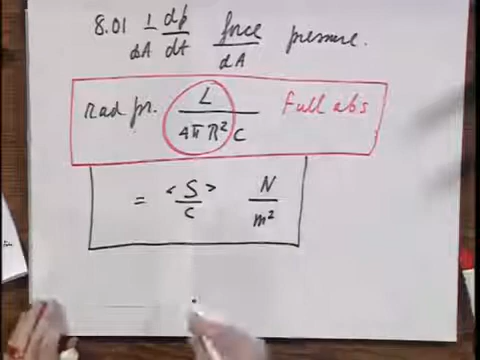 8.01 1/dA dp/dt force/dA pressure.
Rad pr. L/4πR²c full abs
= <S>/c N/m²